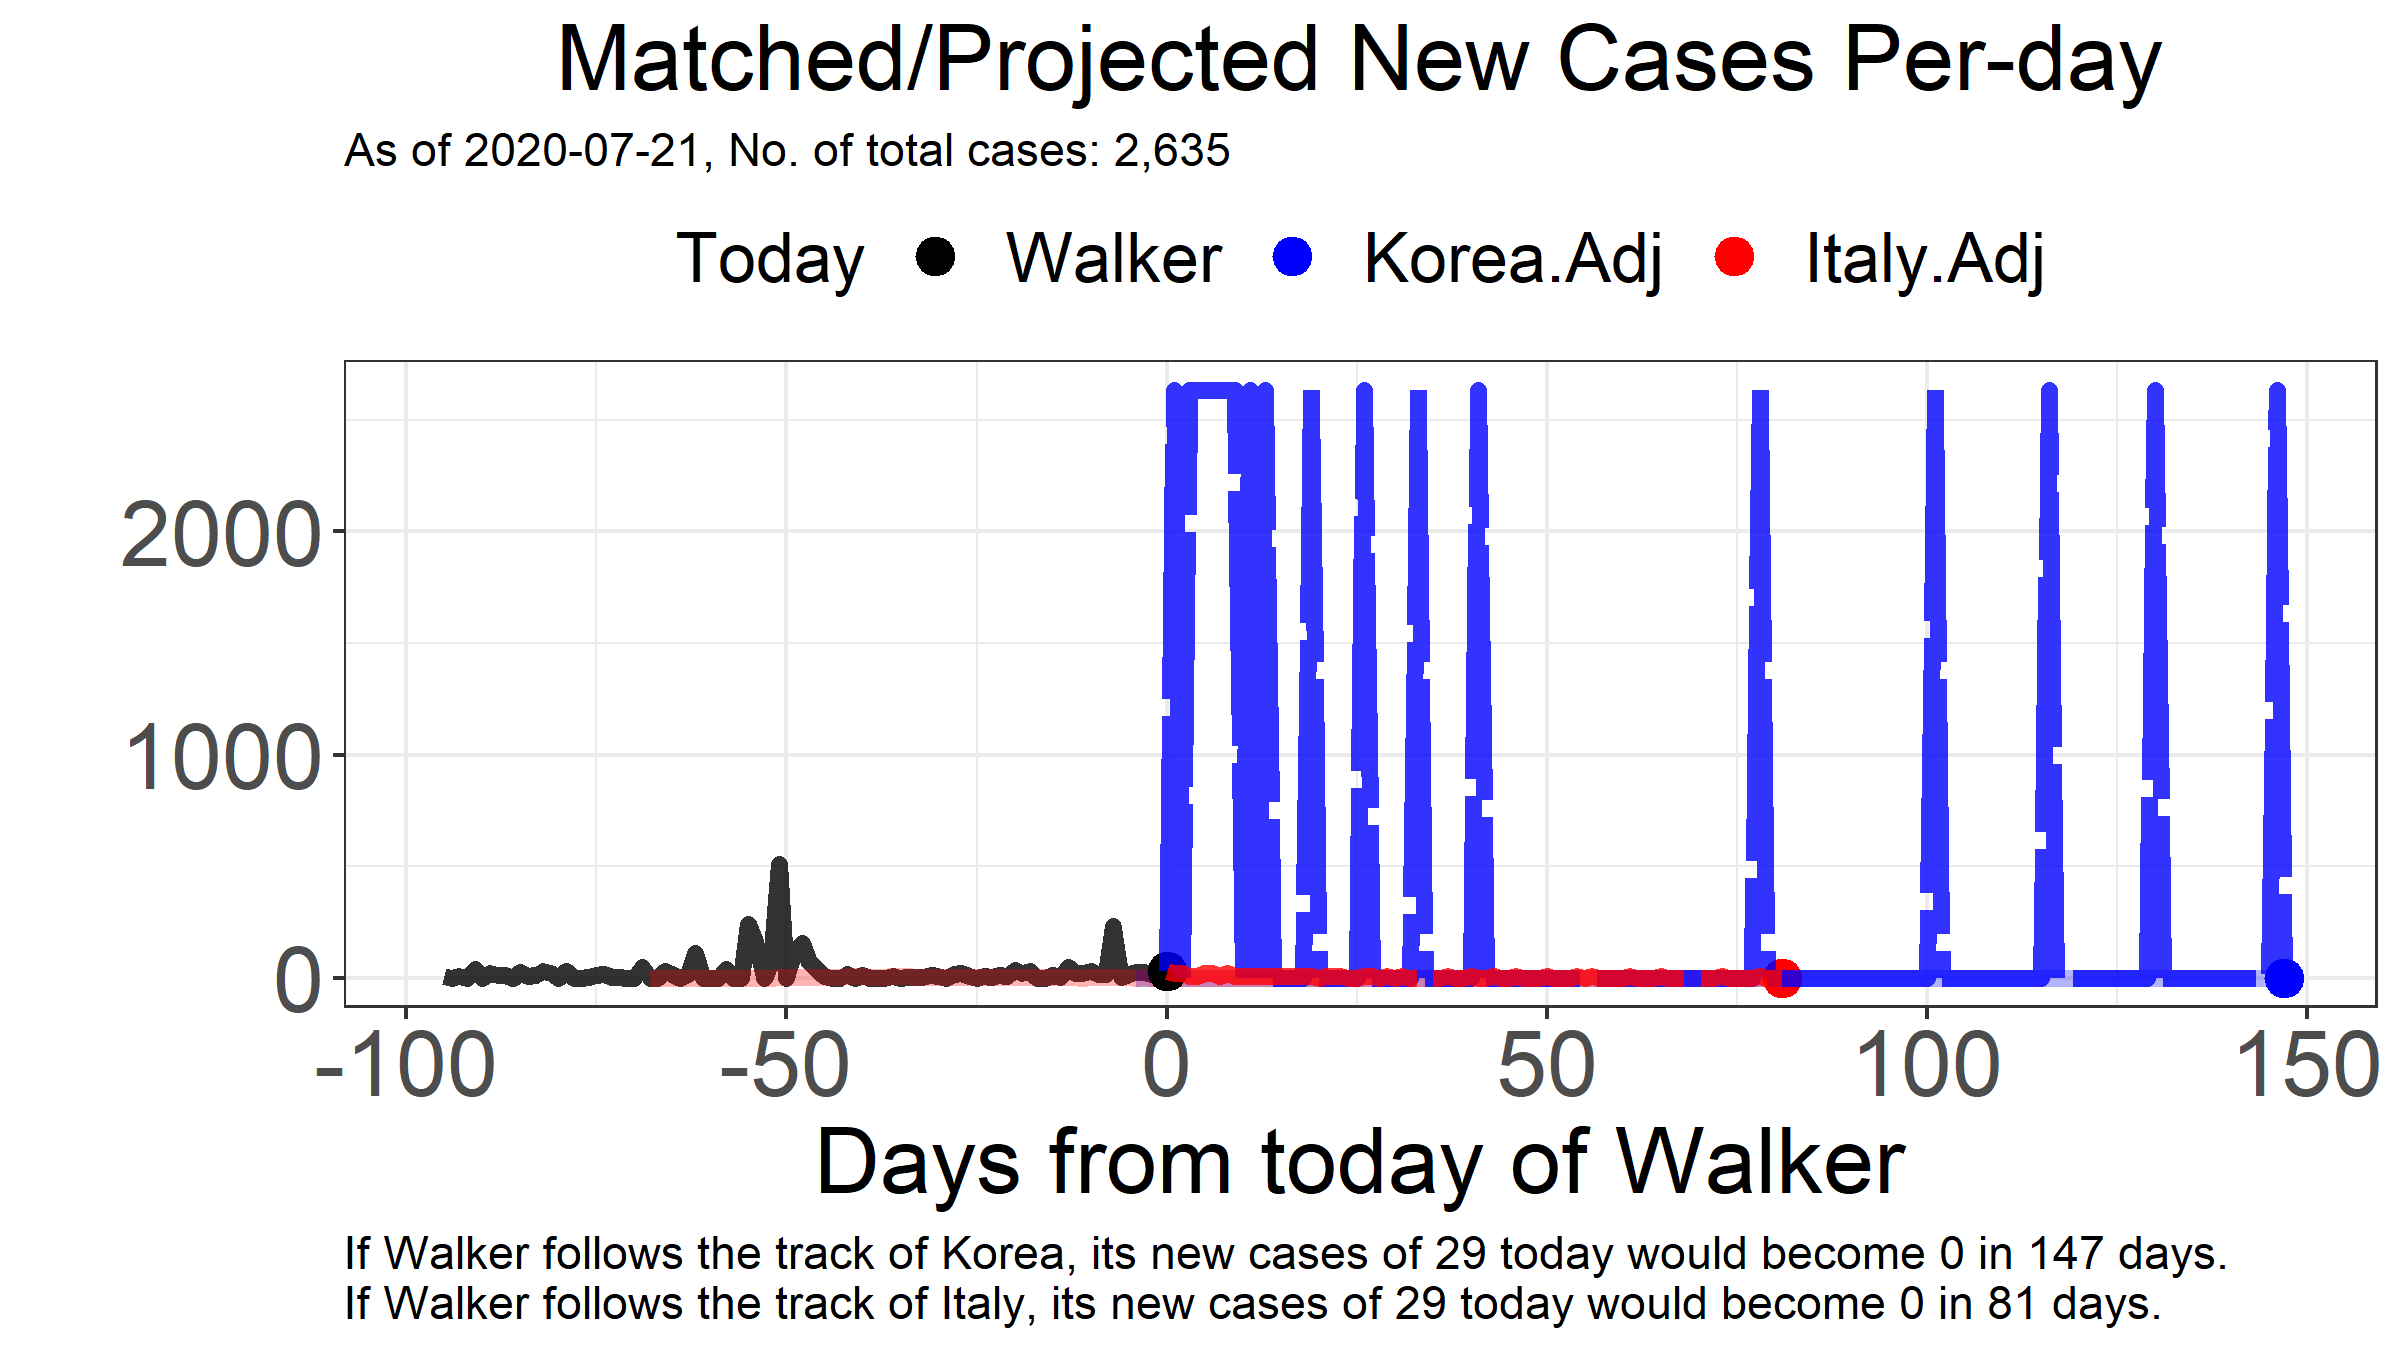 Matched/Projected New Cases Per-day
As of 2020-07-21, No. of total cases: 2,635
Today Walker Korea.Adj Italy.Adj
2000
1000
0
-100 -50 0 50 100 150
Days from today of Walker
If Walker follows the track of Korea, its new cases of 29 today would become 0 in 147 days.
If Walker follows the track of Italy, its new cases of 29 today would become 0 in 81 days.